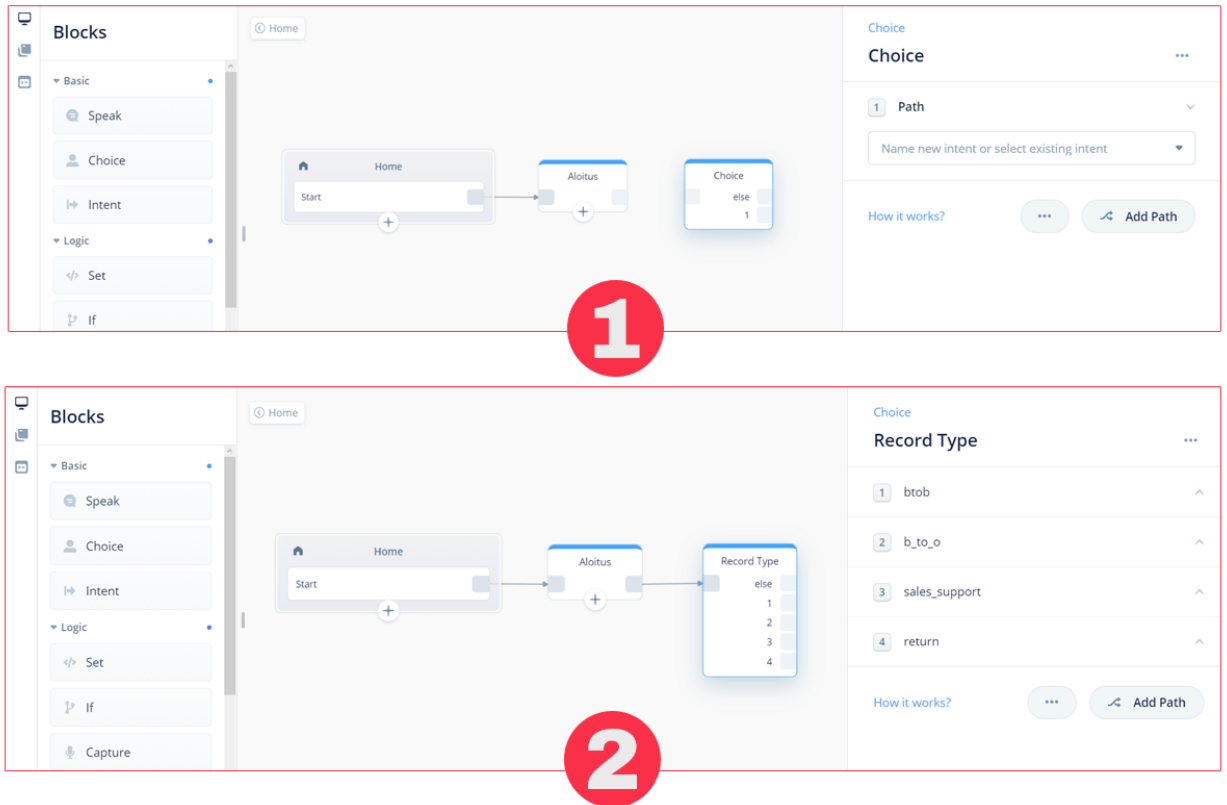 Blocks
Basic
Speak
Choice
Intent
Logic
Set
If
Home
Home
Start
Aloitus
Choice
else
1
Choice
Choice
1 Path
Name new intent or select existing intent
How it works?
Add Path
1
Blocks
Basic
Speak
Choice
Intent
Logic
Set
If
Capture
Home
Home
Start
Aloitus
Record Type
else
1
2
3
4
Choice
Record Type
1 btob
2 b_to_o
3 sales_support
4 return
How it works?
Add Path
2